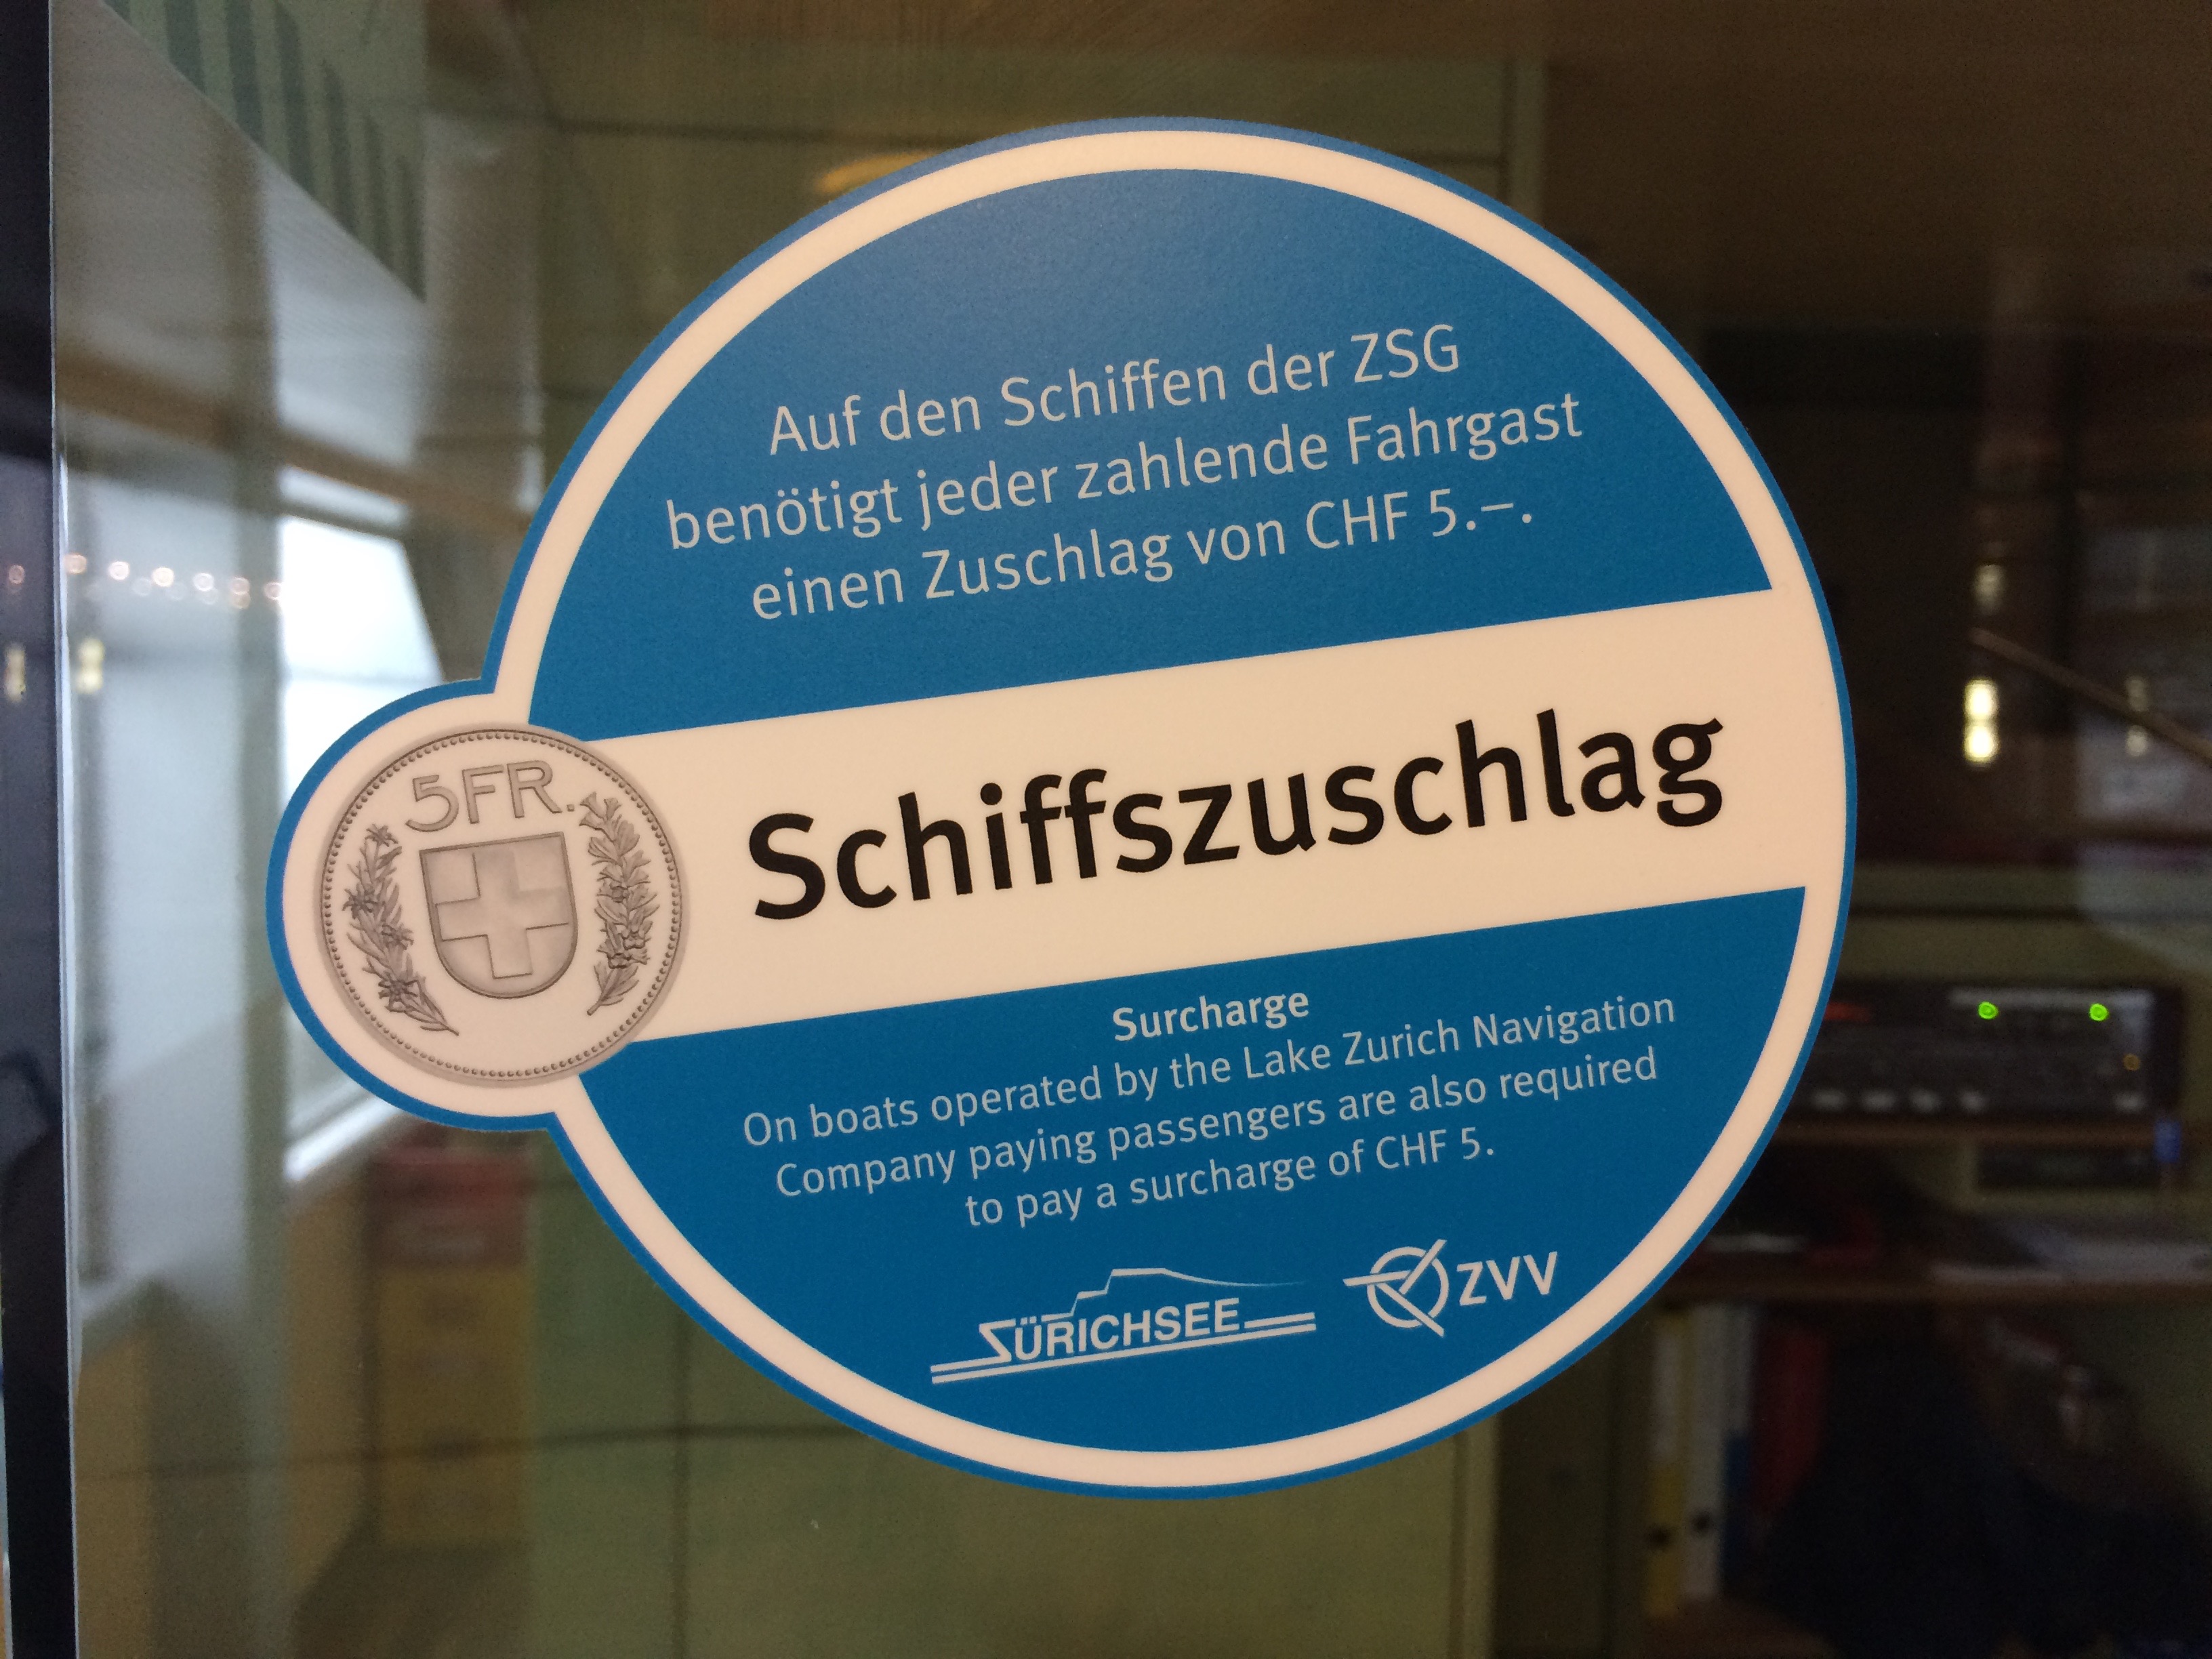 Auf den Schiffen der ZSG
benötigt jeder zahlende Fahrgast
einen Zuschlag von CHF 5.–.
5FR.
Schiffszuschlag
Surcharge
On boats operated by the Lake Zurich Navigation
Company paying passengers are also required
to pay a surcharge of CHF 5.
ZÜRICHSEE
ZVV